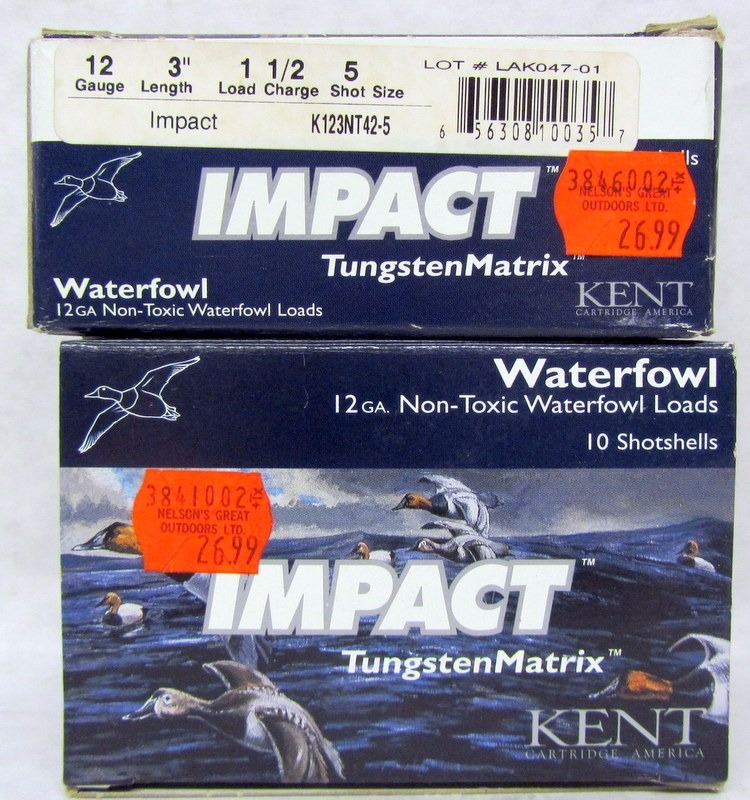 12 3" 1 1/2 5 LOT # LAK047-01
Gauge Length Load Charge Shot Size
Impact K123NT42-5
6 56308 10035 7
lls
IMPACT™
TungstenMatrix™
3846002+TX
NELSON'S GREAT
OUTDOORS LTD.
26.99
Waterfowl
12GA Non-Toxic Waterfowl Loads
KENT
CARTRIDGE AMERICA
Waterfowl
12GA. Non-Toxic Waterfowl Loads
10 Shotshells
3841002+TX
NELSON'S GREAT
OUTDOORS LTD.
26.99
IMPACT™
TungstenMatrix™
KENT
CARTRIDGE AMERICA